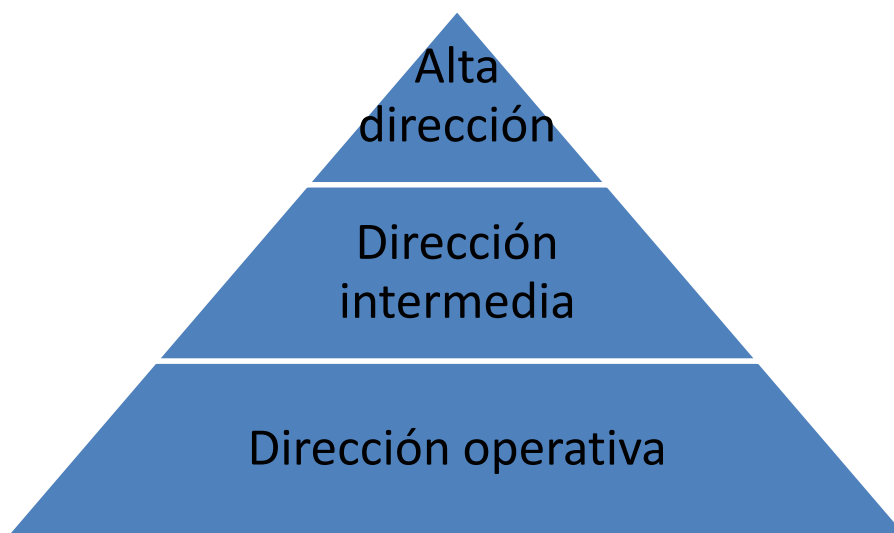 Alta
dirección
Dirección
intermedia
Dirección operativa